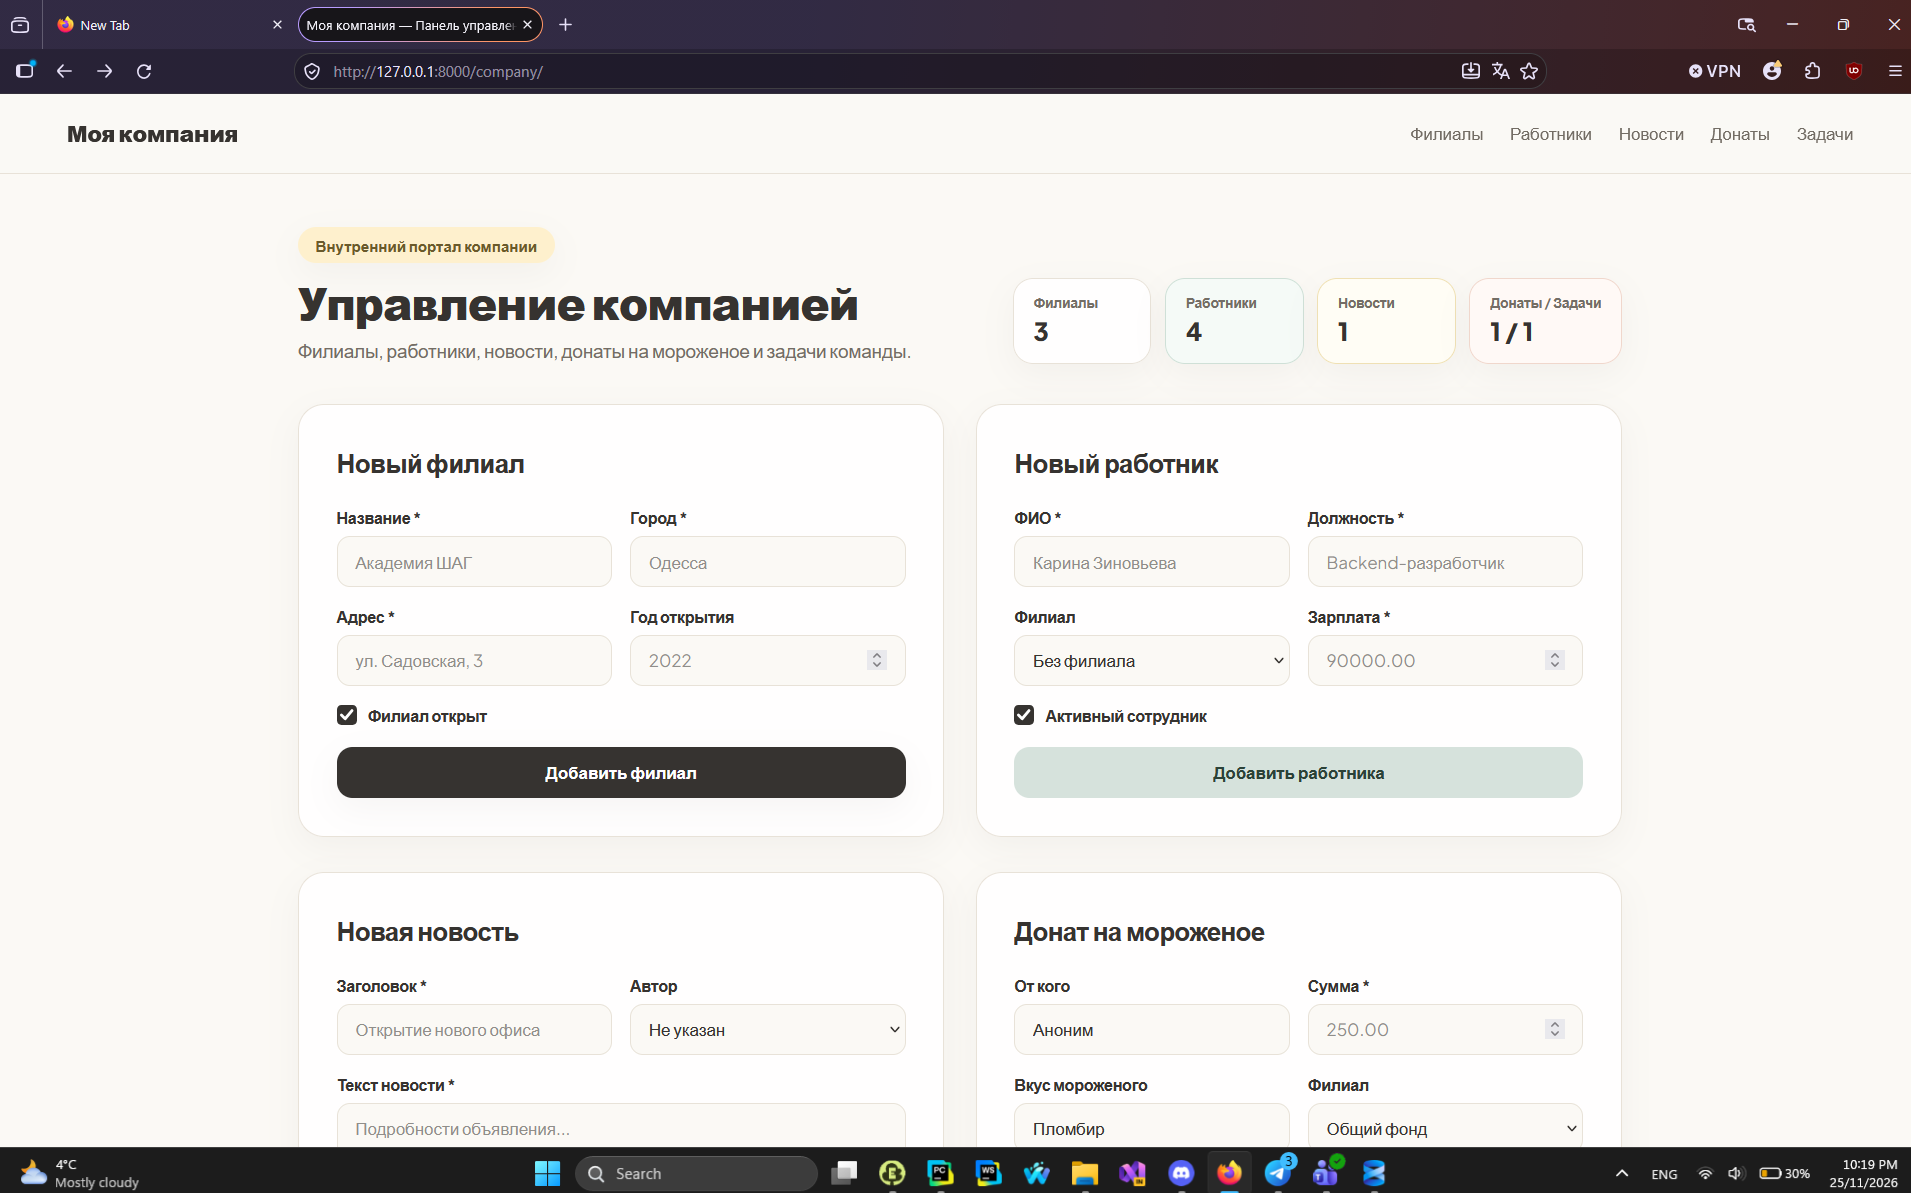 New Tab
Моя компания — Панель управле
http://127.0.0.1:8000/company/
VPN
Моя компания
Филиалы
Работники
Новости
Донаты
Задачи
Внутренний портал компании
Управление компанией
Филиалы, работники, новости, донаты на мороженое и задачи команды.
Филиалы
3
Работники
4
Новости
1
Донаты / Задачи
1 / 1
Новый филиал
Название *
Город *
Академия ШАГ
Одесса
Адрес *
Год открытия
ул. Садовская, 3
2022
Филиал открыт
Добавить филиал
Новый работник
ФИО *
Должность *
Карина Зиновьева
Backend-разработчик
Филиал
Зарплата *
Без филиала
90000.00
Активный сотрудник
Добавить работника
Новая новость
Заголовок *
Автор
Открытие нового офиса
Не указан
Текст новости *
Подробности объявления...
Донат на мороженое
От кого
Сумма *
Аноним
250.00
Вкус мороженого
Филиал
Пломбир
Общий фонд
4°C
Mostly cloudy
Search
PC
WS
IN
3
ENG
30%
10:19 PM
25/11/2026